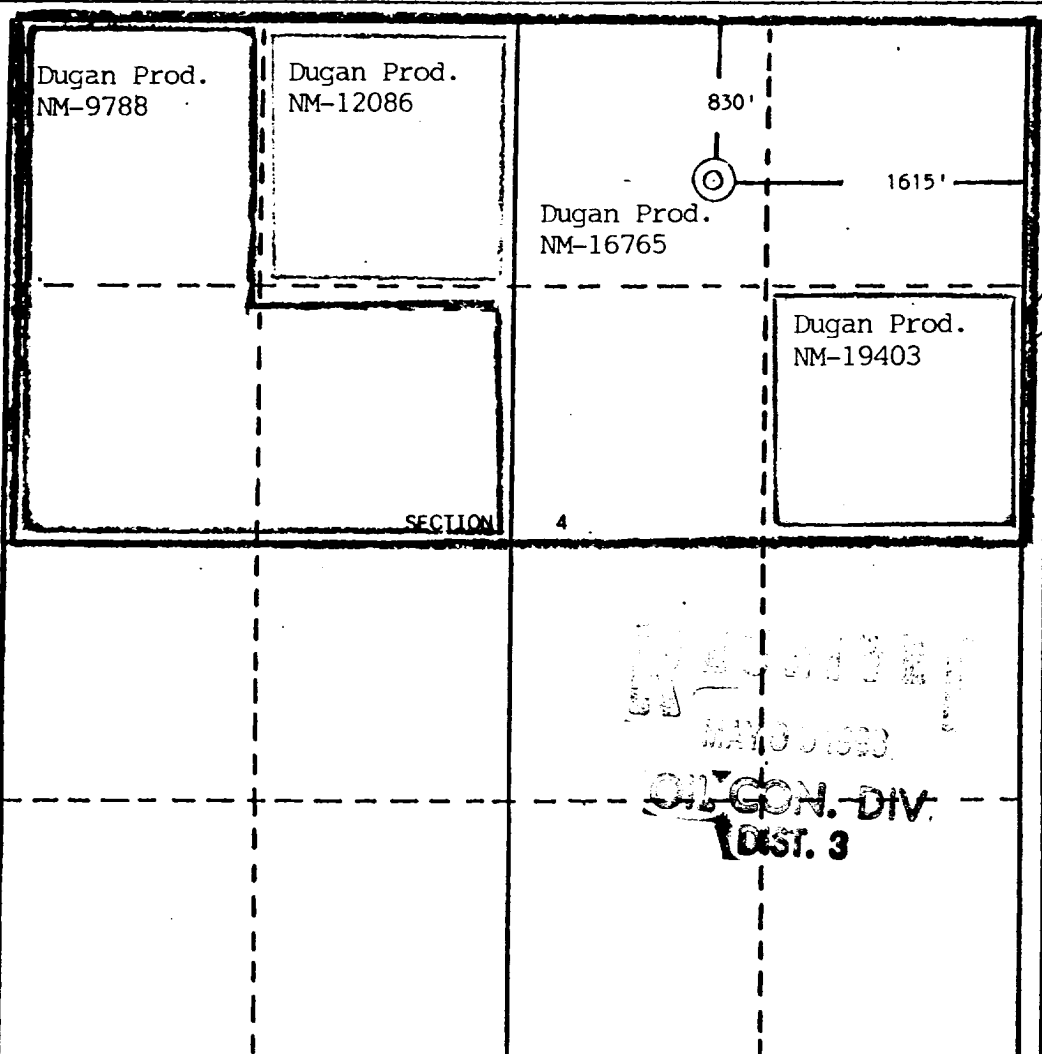 Dugan Prod.
NM-9788
Dugan Prod.
NM-12086
830'
1615'
Dugan Prod.
NM-16765
Dugan Prod.
NM-19403
SECTION 4
OIL CON. DIV.
DIST. 3